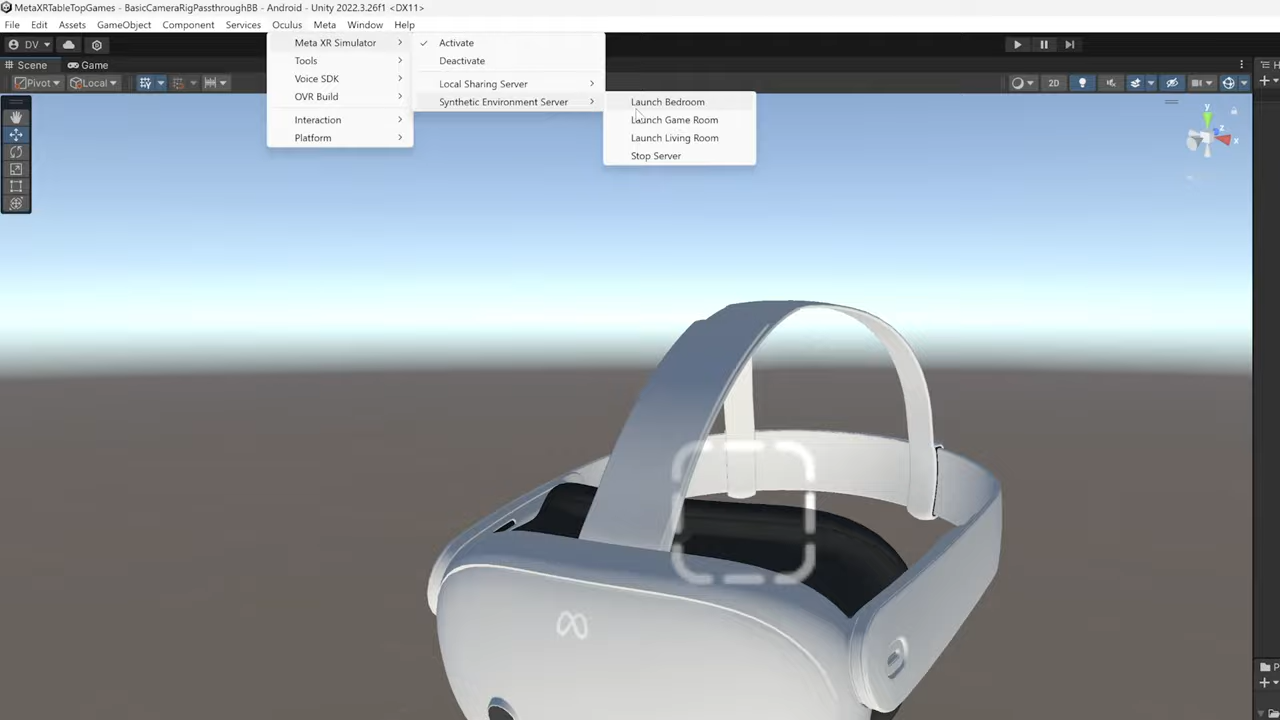 MetaXRTableTopGames - BasicCameraRigPassthroughBB - Android - Unity 2022.3.26f1 <DX11>
File Edit Assets GameObject Component Services Oculus Meta Window Help
DV
Scene Game
Pivot Local 2D
Meta XR Simulator
Tools
Voice SDK
OVR Build
Interaction
Platform
Activate
Deactivate
Local Sharing Server
Synthetic Environment Server
Launch Bedroom
Launch Game Room
Launch Living Room
Stop Server
y
z
x
H
P